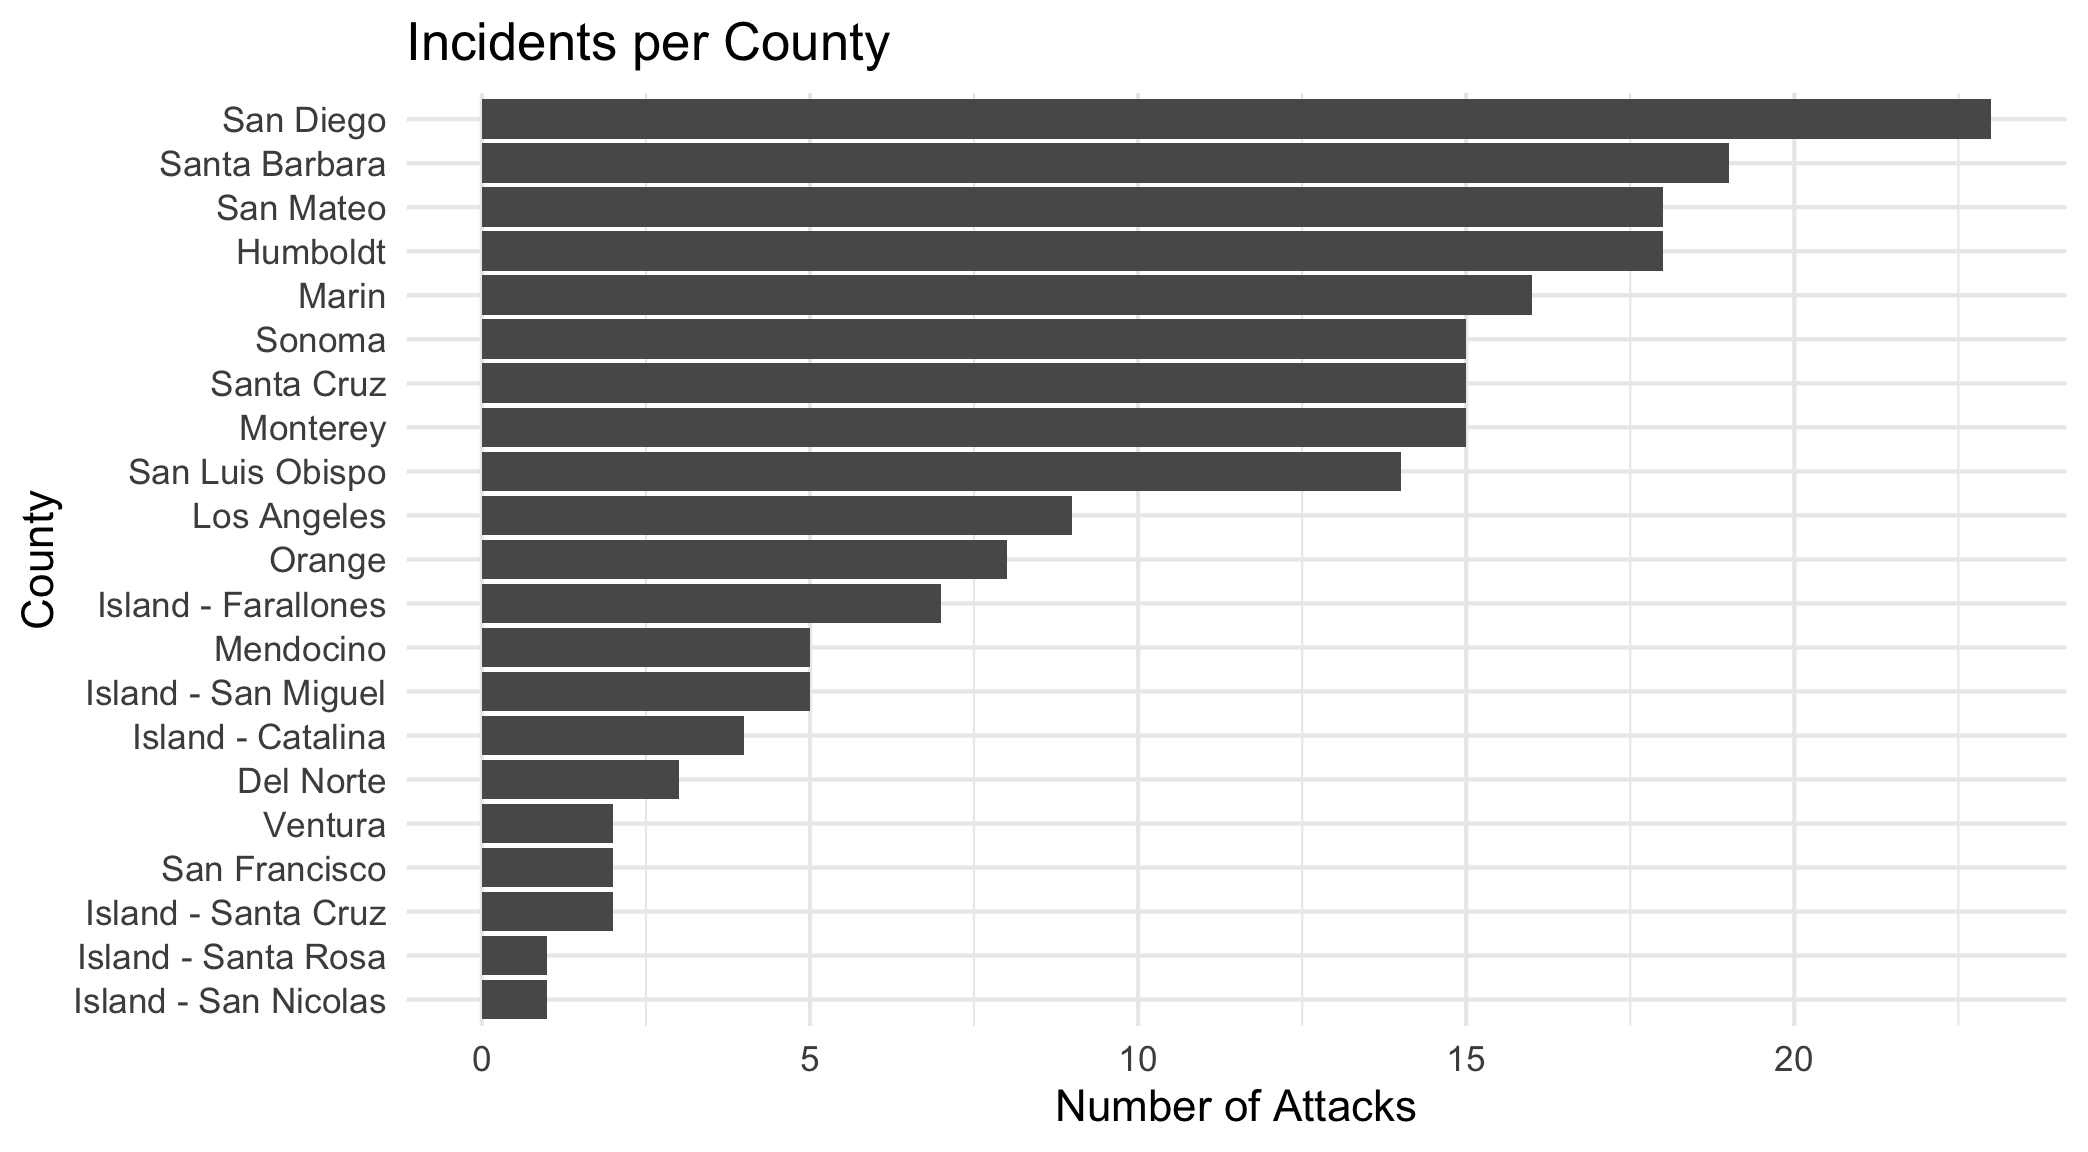 Incidents per County
San Diego
Santa Barbara
San Mateo
Humboldt
Marin
Sonoma
Santa Cruz
Monterey
San Luis Obispo
Los Angeles
Orange
Island - Farallones
Mendocino
Island - San Miguel
Island - Catalina
Del Norte
Ventura
San Francisco
Island - Santa Cruz
Island - Santa Rosa
Island - San Nicolas
County
0 5 10 15 20
Number of Attacks